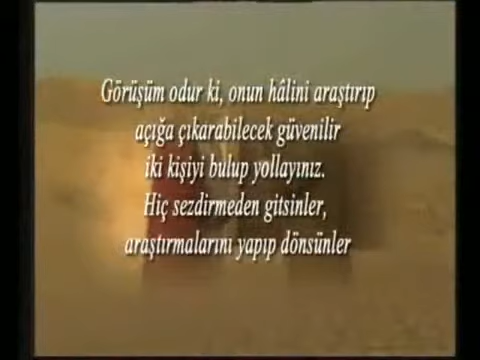 Görüşüm odur ki, onun hâlini araştırıp
açığa çıkarabilecek güvenilir
iki kişiyi bulup yollayınız.
Hiç sezdirmeden gitsinler,
araştırmalarını yapıp dönsünler